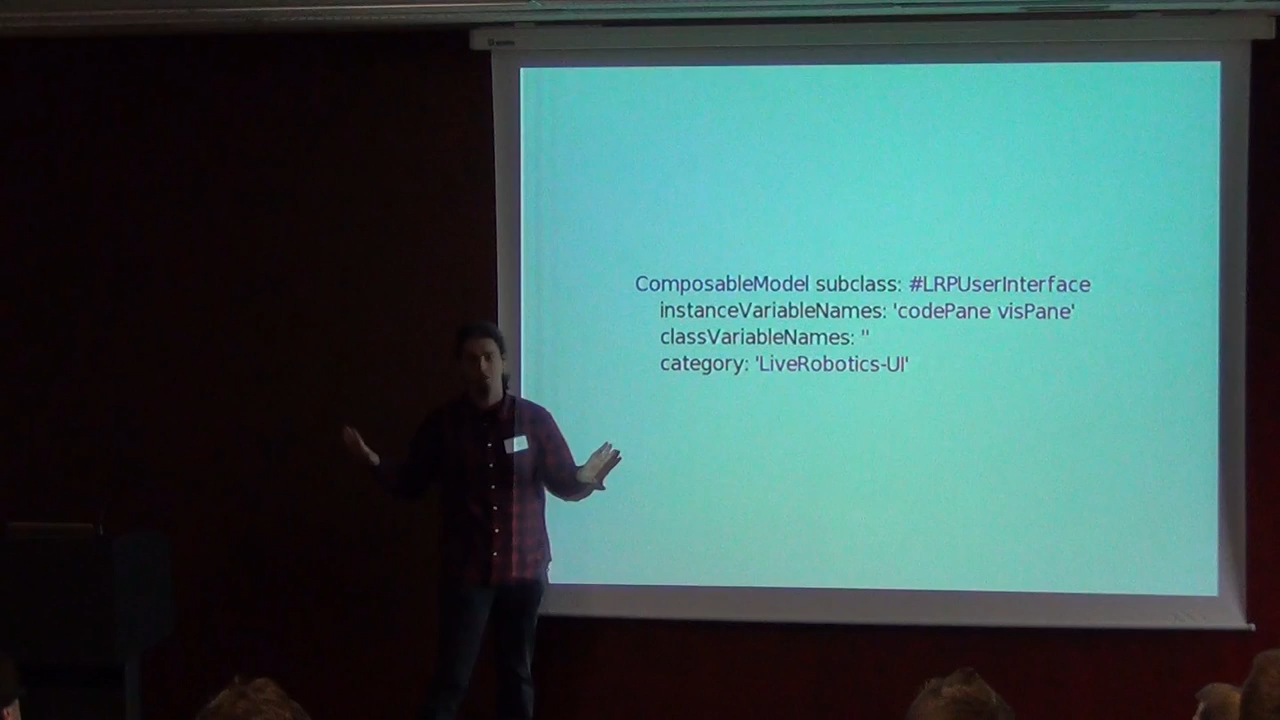 ComposableModel subclass: #LRPUserInterface
instanceVariableNames: 'codePane visPane'
classVariableNames: ''
category: 'LiveRobotics-UI'